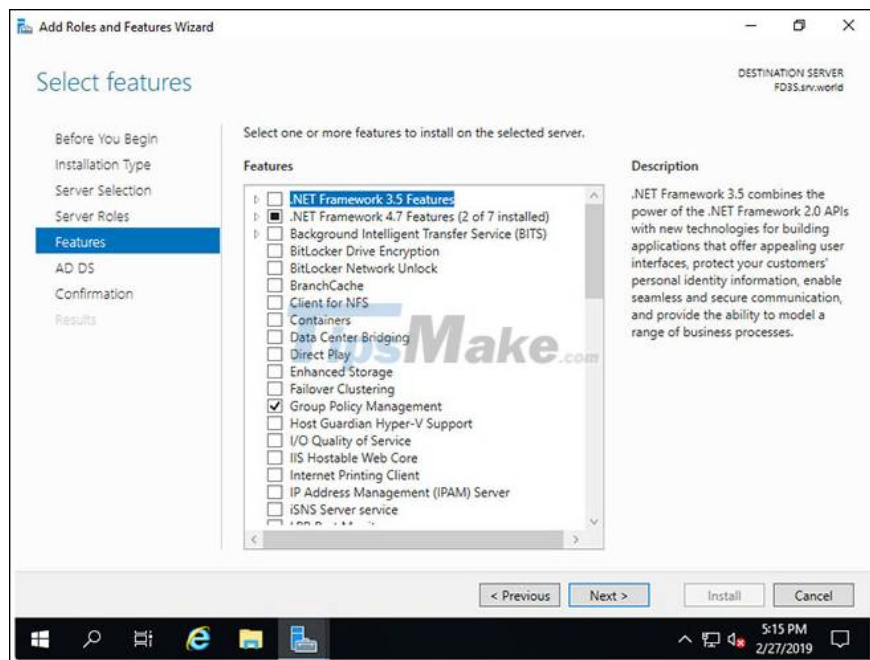 Add Roles and Features Wizard
Select features
DESTINATION SERVER
FD3S.srv.world
Before You Begin
Installation Type
Server Selection
Server Roles
Features
AD DS
Confirmation
Results
Select one or more features to install on the selected server.
Features
.NET Framework 3.5 Features
.NET Framework 4.7 Features (2 of 7 installed)
Background Intelligent Transfer Service (BITS)
BitLocker Drive Encryption
BitLocker Network Unlock
BranchCache
Client for NFS
Containers
Data Center Bridging
Direct Play
Enhanced Storage
Failover Clustering
Group Policy Management
Host Guardian Hyper-V Support
I/O Quality of Service
IIS Hostable Web Core
Internet Printing Client
IP Address Management (IPAM) Server
iSNS Server service
Description
.NET Framework 3.5 combines the
power of the .NET Framework 2.0 APIs
with new technologies for building
applications that offer appealing user
interfaces, protect your customers'
personal identity information, enable
seamless and secure communication,
and provide the ability to model a
range of business processes.
TipsMake.com
< Previous
Next >
Install
Cancel
5:15 PM
2/27/2019